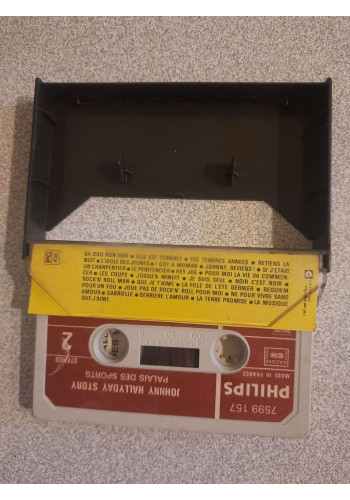 DA DOU RON RON • ELLE EST TERRIBLE • TES TENDRES ANNÉES • RETIENS LA
NUIT • L'IDOLE DES JEUNES • I GOT A WOMAN • JOHNNY, REVIENS! • SI J'ÉTAIS
UN CHARPENTIER • LE PÉNITENCIER • HEY JOE • POUR MOI LA VIE VA COMMEN-
CER • LES COUPS • JUSQU'À MINUIT • JE SUIS SEUL • NOIR C'EST NOIR •
ROCK'N' ROLL MAN • QUE JE T'AIME • LA FILLE DE L'ÉTÉ DERNIER • REQUIEM
POUR UN FOU • JOUE PAS DE ROCK'N' ROLL POUR MOI • NE POUR VIVRE SANS
AMOUR • GABRIELLE • DERRIÈRE L'AMOUR • LA TERRE PROMISE • LA MUSIQUE
QUE J'AIME.
PG
2
STEREO
JOHNNY HALLYDAY STORY
PALAIS DES SPORTS
PHILIPS
MADE IN FRANCE
7599 157